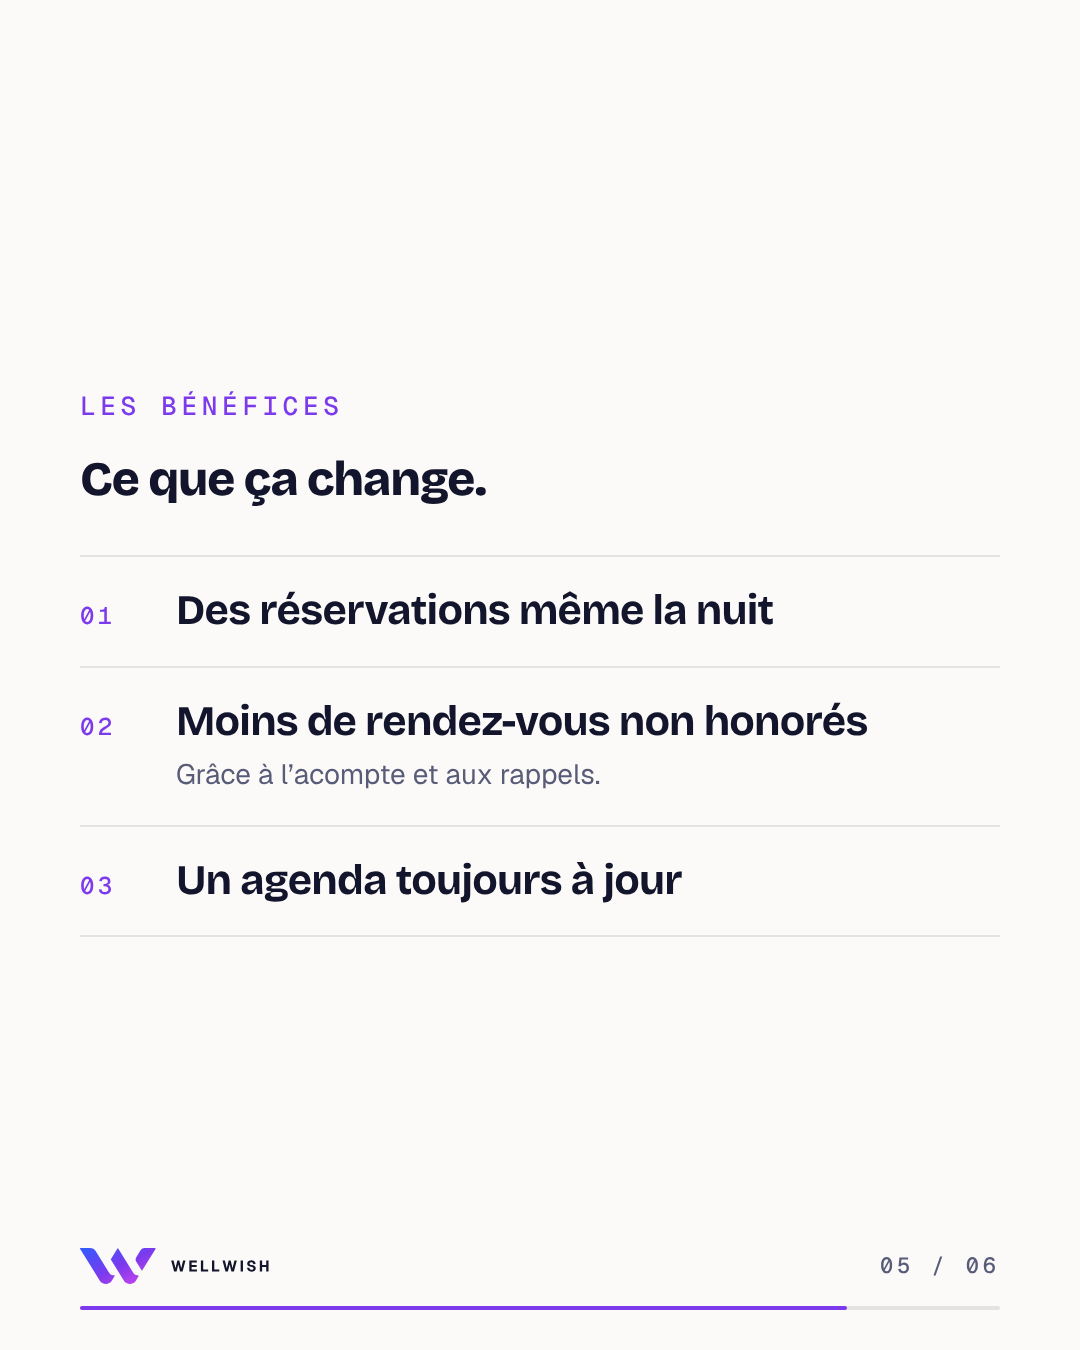 LES BÉNÉFICES
Ce que ça change.
01 Des réservations même la nuit
02 Moins de rendez-vous non honorés
Grâce à l’acompte et aux rappels.
03 Un agenda toujours à jour
WELLWISH 05 / 06